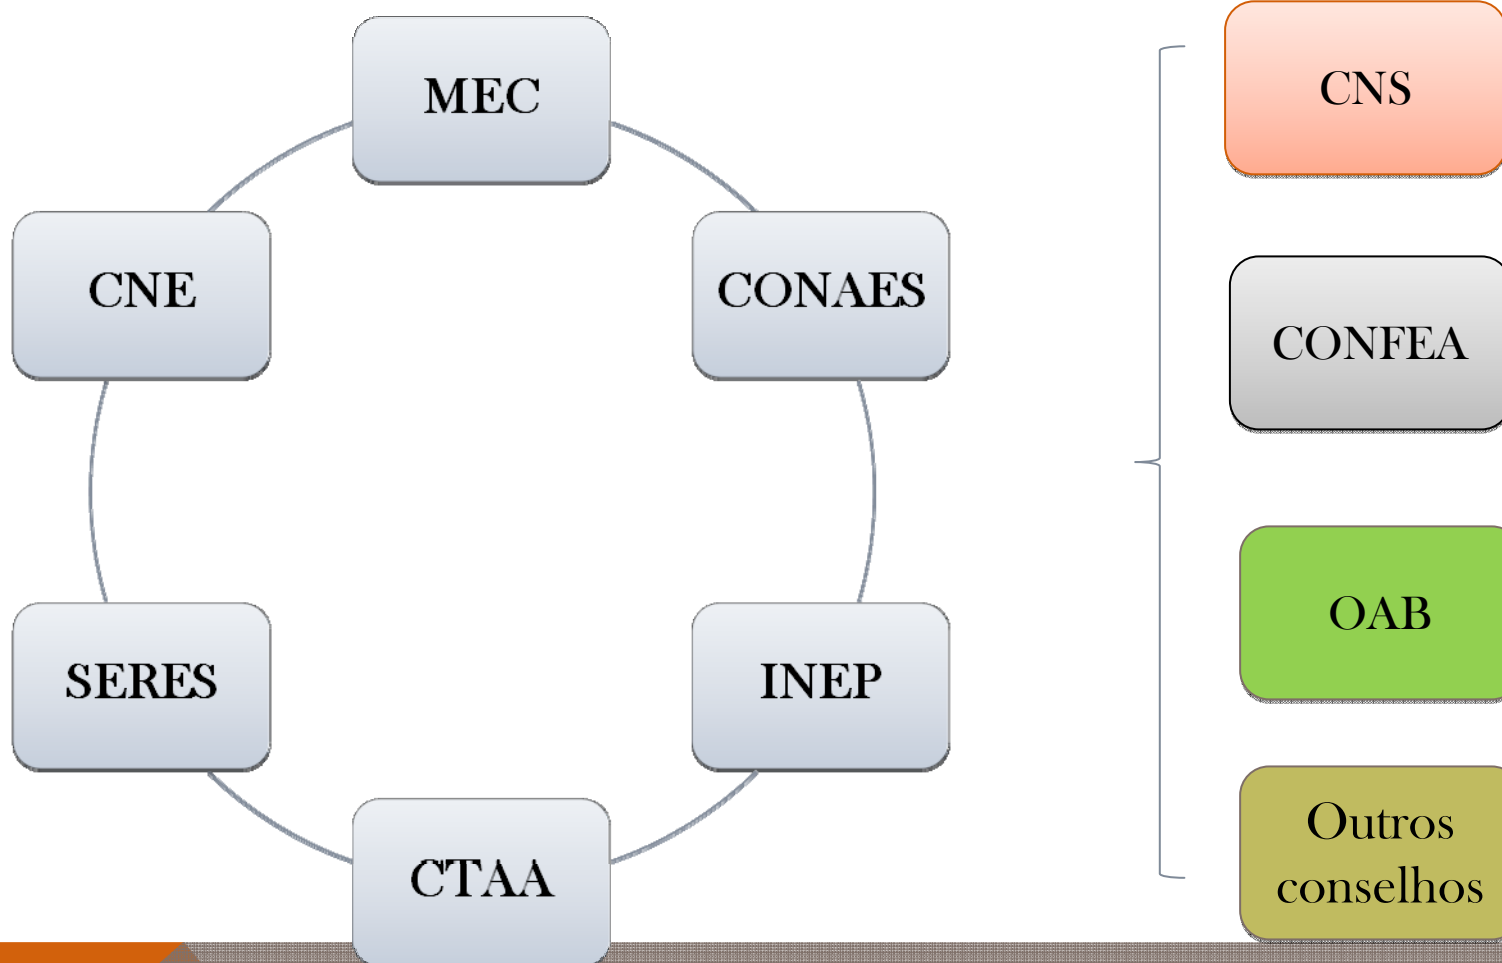 MEC
CONAES
INEP
CTAA
SERES
CNE
CNS
CONFEA
OAB
Outros
conselhos